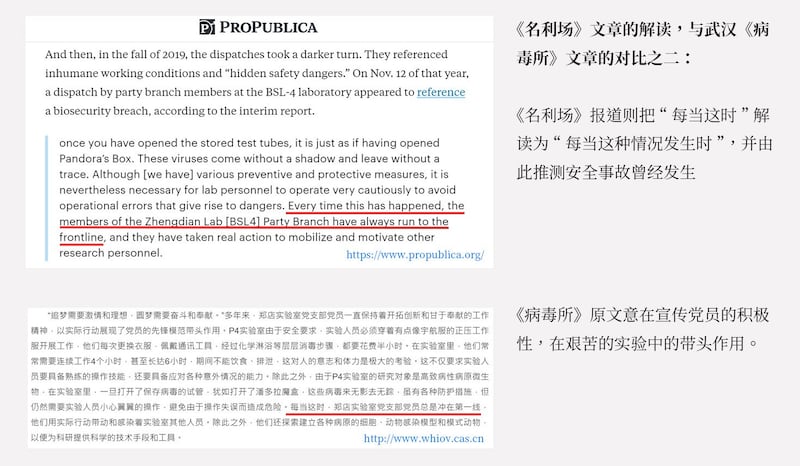 PROPUBLICA
And then, in the fall of 2019, the dispatches took a darker turn. They referenced
inhumane working conditions and “hidden safety dangers.” On Nov. 12 of that year,
a dispatch by party branch members at the BSL-4 laboratory appeared to reference
a biosecurity breach, according to the interim report.
once you have opened the stored test tubes, it is just as if having opened
Pandora's Box. These viruses come without a shadow and leave without a
trace. Although [we have] various preventive and protective measures, it is
nevertheless necessary for lab personnel to operate very cautiously to avoid
operational errors that give rise to dangers. Every time this has happened, the
members of the Zhengdian Lab [BSL4] Party Branch have always run to the
frontline, and they have taken real action to mobilize and motivate other
research personnel.
https://www.propublica.org/
《名利场》文章的解读，与武汉《病
毒所》文章的对比之二：
《名利场》报道则把“每当这时”解
读为“每当这种情况发生时”，并由
此推测安全事故曾经发生
“追梦需要激情和理想，圆梦需要奋斗和奉献。”多年来，郑店实验室党支部党员一直保持着开拓创新和甘于奉献的工作
精神，以实际行动展现了党员的先锋模范带头作用。P4实验室由于安全要求，实验人员必须穿着有点像宇航服的正压工作
服开展工作，他们每次更换在服，佩戴通讯工具，经过化学淋浴等层层消毒步骤，都要花费半小时。在实验室里，他们常
常需要连续工作4个小时，甚至长达6小时，期间不能饮食、排泄，这对人的意志和体力是极大的考验。这不仅要求实验人
员要具备熟练的操作技能，还要具备应对各种意外情况的能力。除此之外，由于P4实验室的研究对象是高致病性病原微生
物，在实验室里，一旦打开了保存病毒的试管，犹如打开了潘多拉魔盒，这些病毒来无影去无踪，虽有各种防护措施，但
仍然需要实验人员小心翼翼的操作，避免由于操作失误而造成危险。每当这时，郑店实验室党支部党员总是冲在第一线，
他们用实际行动带动和感染着实验室其他人员。除此之外，他们还探索建立各种病原的细胞、动物感染模型和模式动物，
以便为科研提供科学的技术手段和工具。
http://www.whiov.cas.cn
《病毒所》原文意在宣传党员的积极
性，在艰苦的实验中的带头作用。